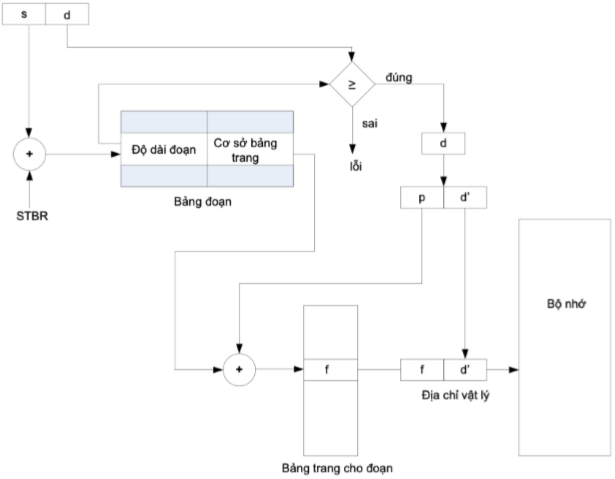 s d
≥
đúng
sai
lỗi
d
+
STBR
Độ dài đoạn
Cơ sở bảng
trang
Bảng đoạn
p d'
Bộ nhớ
+
f
f d'
Địa chỉ vật lý
Bảng trang cho đoạn